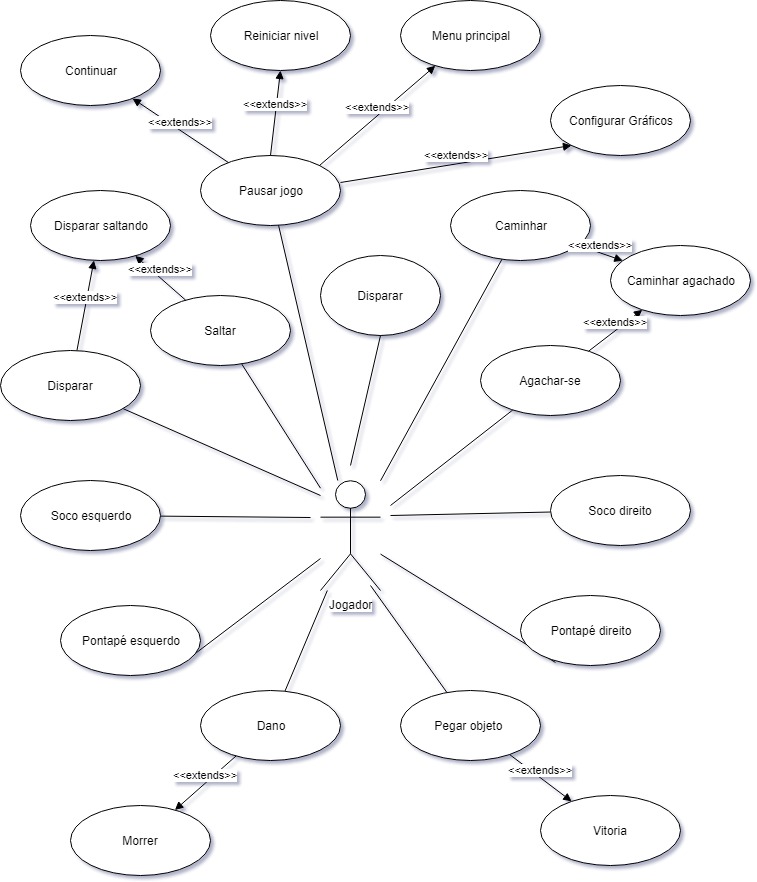 Reiniciar nivel
Menu principal
Continuar
<<extends>>
<<extends>>
<<extends>>
Configurar Gráficos
<<extends>>
Pausar jogo
Disparar saltando
Caminhar
<<extends>>
<<extends>>
Caminhar agachado
<<extends>>
Disparar
<<extends>>
Saltar
Disparar
Agachar-se
Soco esquerdo
Soco direito
Jogador
Pontapé esquerdo
Pontapé direito
Dano
Pegar objeto
<<extends>>
<<extends>>
Morrer
Vitoria